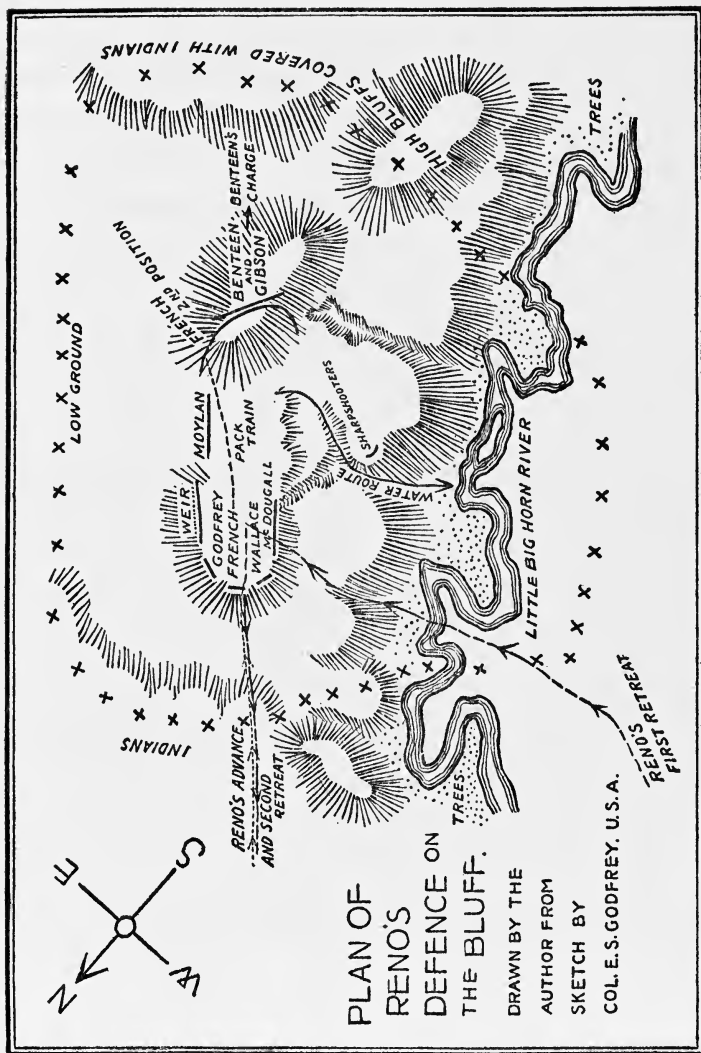 PLAN OF
RENO'S
DEFENCE ON
THE BLUFF.
DRAWN BY THE
AUTHOR FROM
SKETCH BY
COL. E.S. GODFREY, U.S.A.
N
E
S
W
INDIANS
LOW GROUND
COVERED WITH INDIANS
HIGH BLUFFS
FRENCH
2ND POSITION
BENTEEN
AND
GIBSON
BENTEENS
CHARGE
MOYLAN
WEIR
GODFREY
FRENCH
WALLACE
McDOUGALL
PACK
TRAIN
SHARPSHOOTERS
WATER ROUTE
RENO'S ADVANCE
AND SECOND
RETREAT
TREES
TREES
LITTLE BIG HORN RIVER
RENO'S
FIRST RETREAT